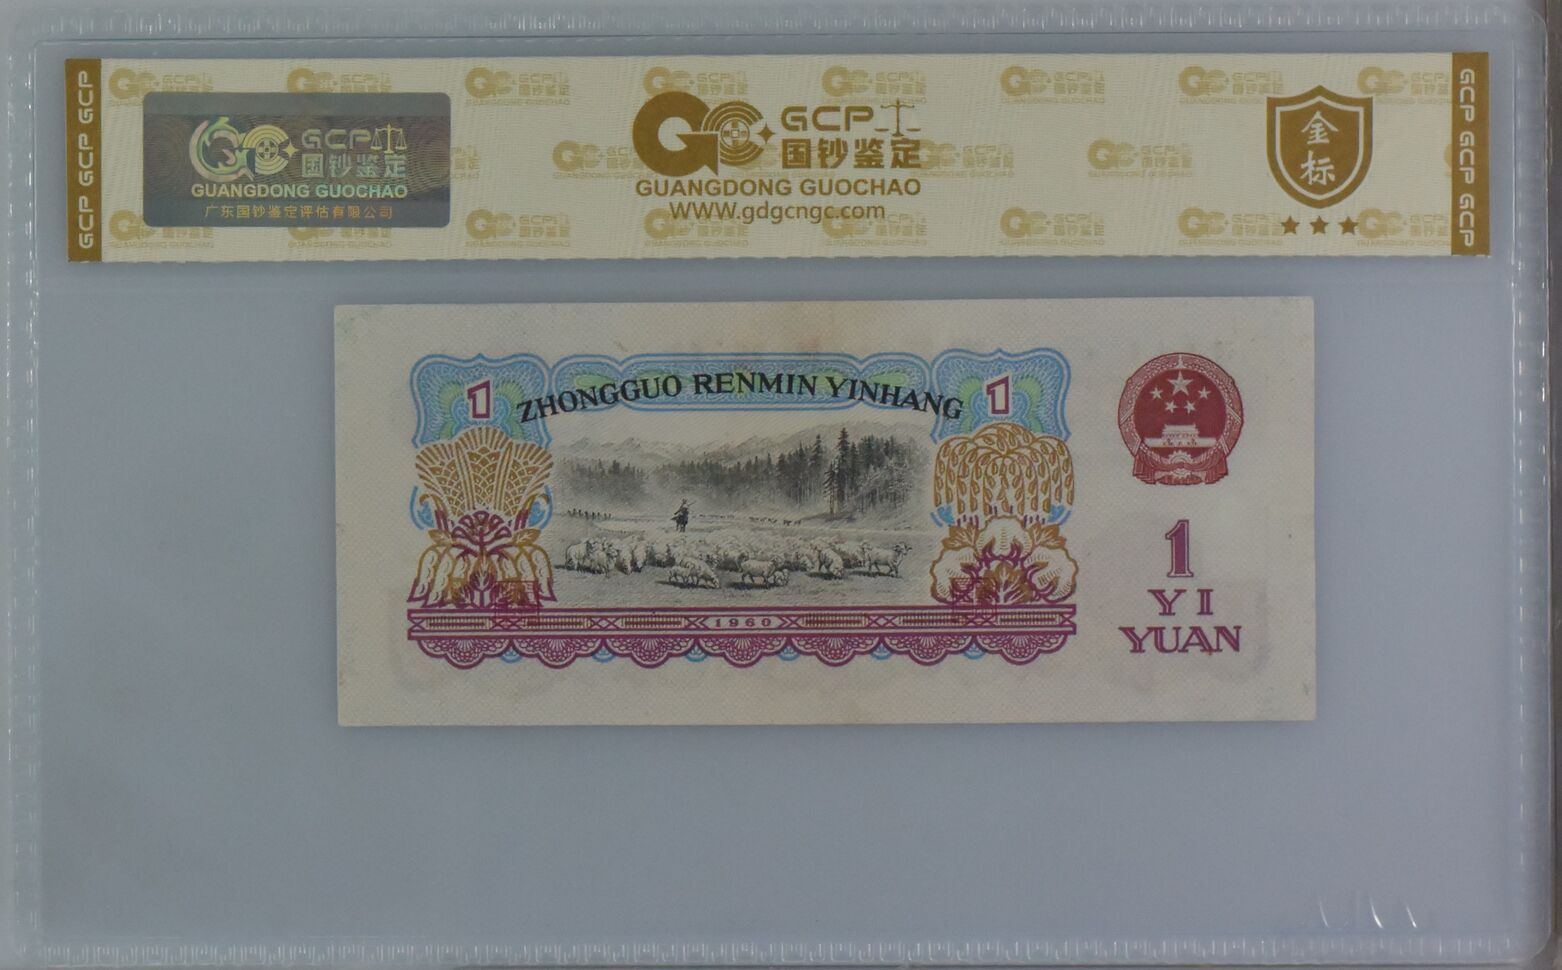 GCP GCP GCP
GCP
国钞鉴定
GUANGDONG GUOCHAO
广东国钞鉴定评估有限公司
GCP
国钞鉴定
GUANGDONG GUOCHAO
WWW.gdgcngc.com
金
标
GCP GCP GCP
1
ZHONGGUO RENMIN YINHANG
1
1960
1
YI
YUAN